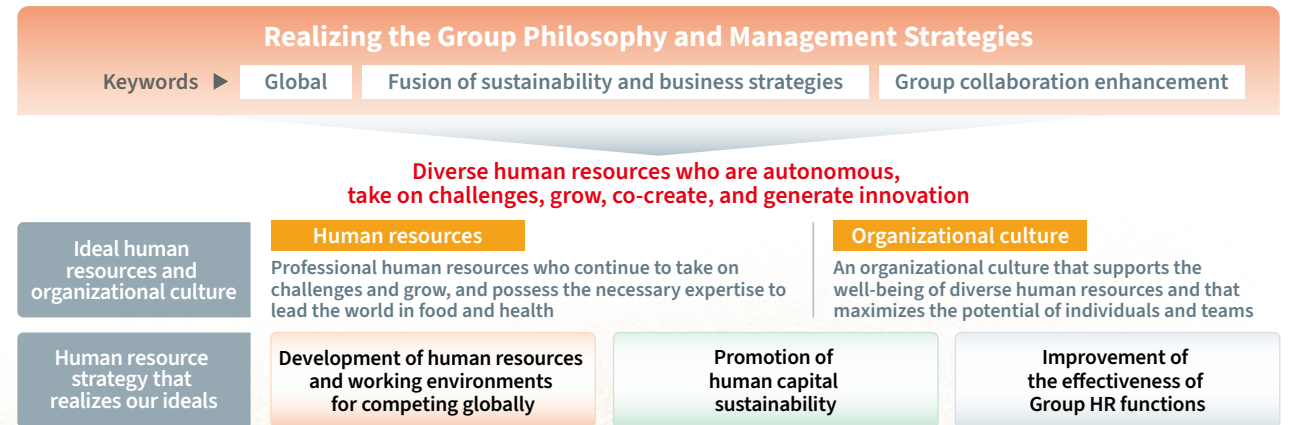 Realizing the Group Philosophy and Management Strategies
Keywords ▶ Global Fusion of sustainability and business strategies Group collaboration enhancement
Diverse human resources who are autonomous,
take on challenges, grow, co-create, and generate innovation
Ideal human
resources and
organizational culture
Human resources
Professional human resources who continue to take on
challenges and grow, and possess the necessary expertise to
lead the world in food and health
Organizational culture
An organizational culture that supports the
well-being of diverse human resources and that
maximizes the potential of individuals and teams
Human resource
strategy that
realizes our ideals
Development of human resources
and working environments
for competing globally
Promotion of
human capital
sustainability
Improvement of
the effectiveness of
Group HR functions